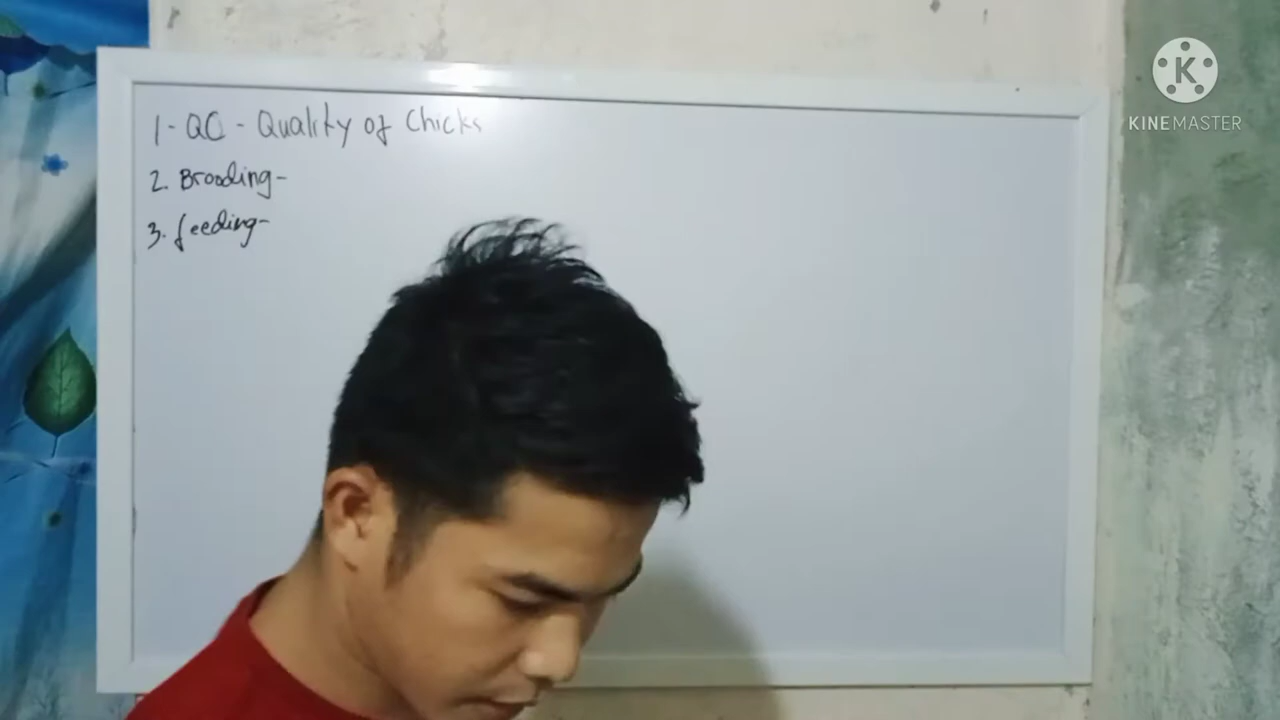 1- QC - Quality of Chicks
2. Brooding-
3. feeding-
K
KINEMASTER